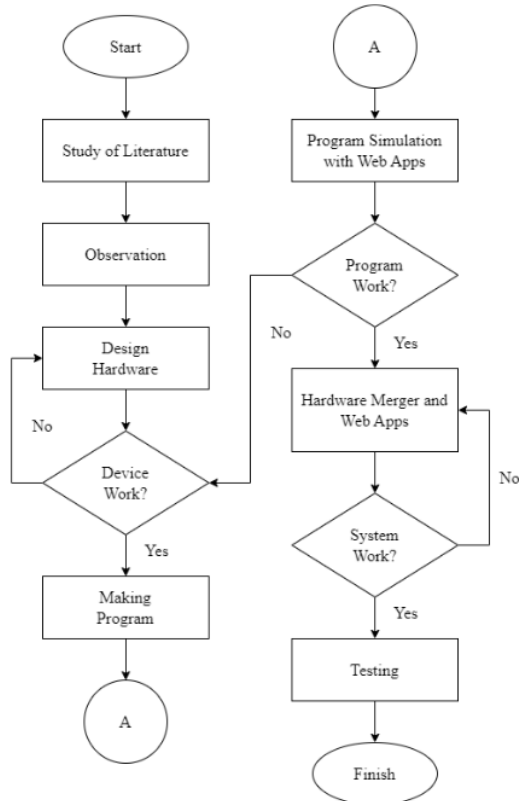 Start
Study of Literature
Observation
Design
Hardware
No
Device
Work?
Yes
Making
Program
A
A
Program Simulation
with Web Apps
Program
Work?
No
Yes
Hardware Merger and
Web Apps
No
System
Work?
Yes
Testing
Finish